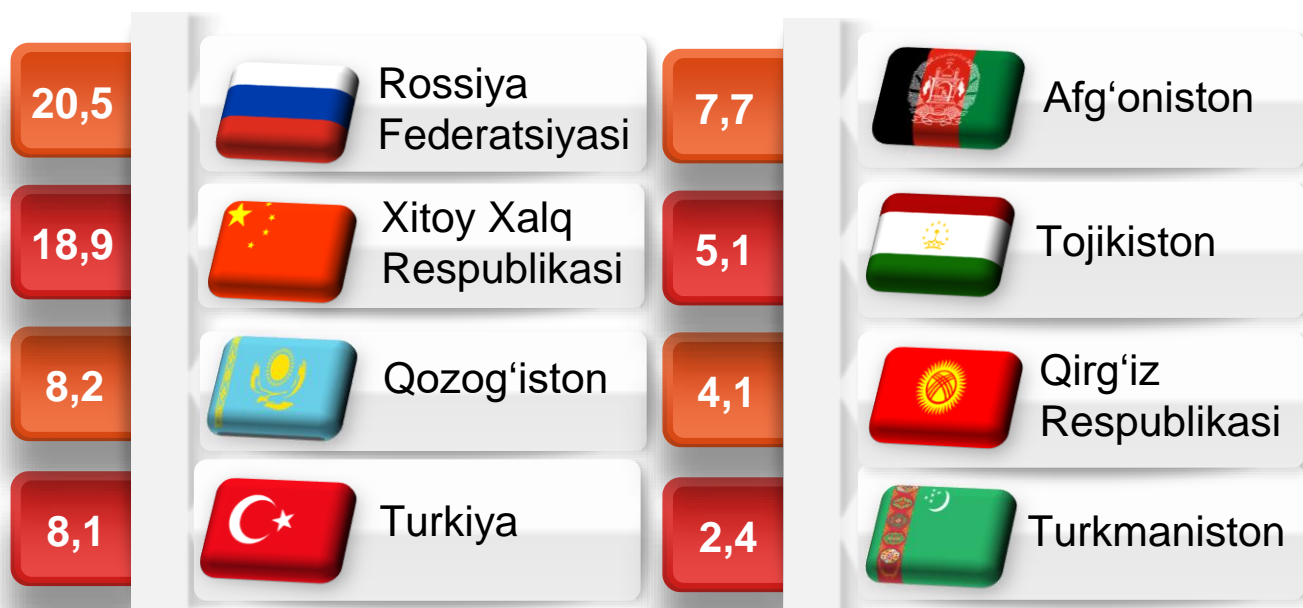 20,5
Rossiya
Federatsiyasi
18,9
Xitoy Xalq
Respublikasi
8,2
Qozog‘iston
8,1
Turkiya
7,7
Afg‘oniston
5,1
Tojikiston
4,1
Qirg‘iz
Respublikasi
2,4
Turkmaniston